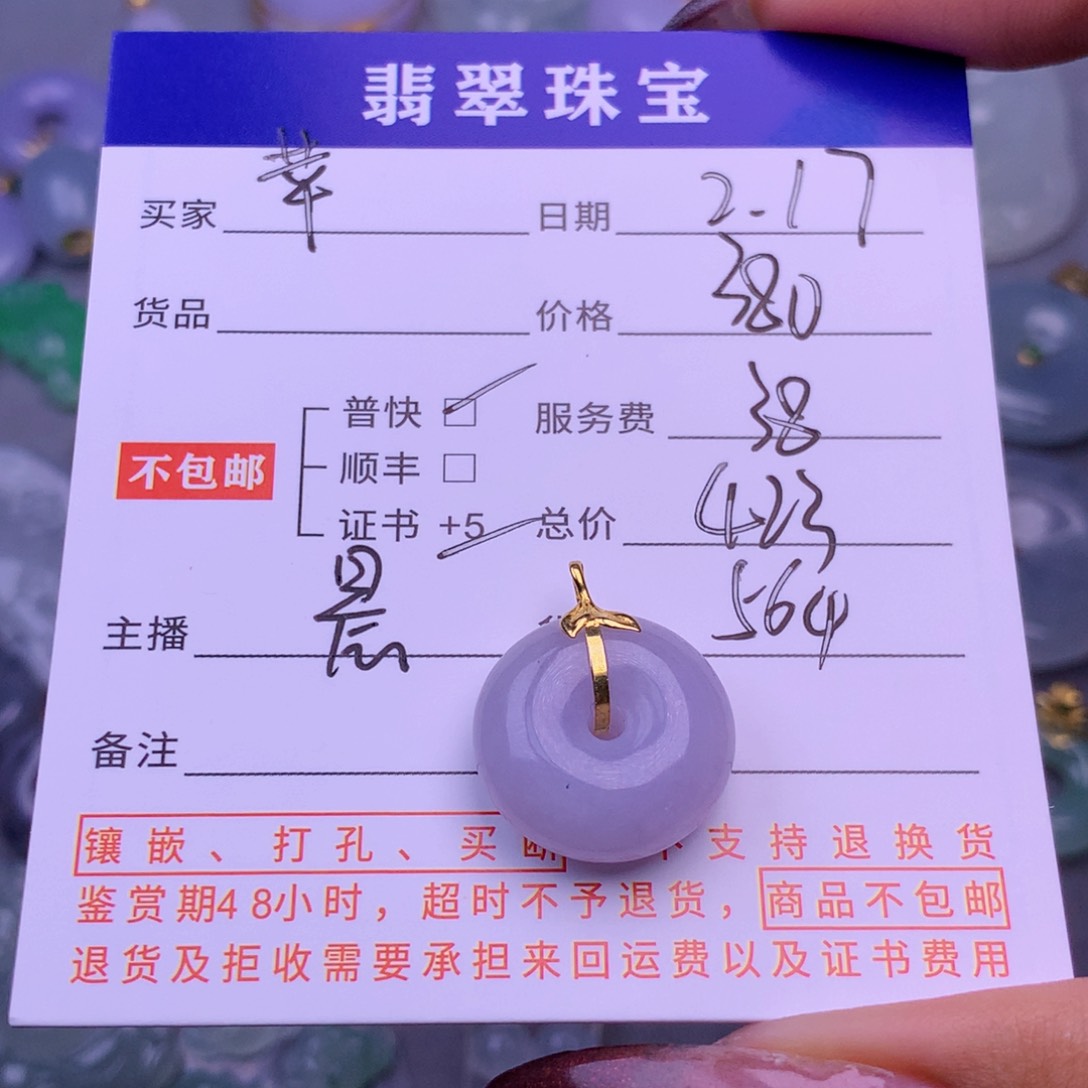 翡翠珠宝
买家 苹 日期 2.17
货品 价格 380
普快 服务费 38
不包邮
顺丰
证书 +5 总价 423
主播 晨 564
备注
镶嵌、打孔、买断 不支持退换货
鉴赏期48小时，超时不予退货，商品不包邮
退货及拒收需要承担来回运费以及证书费用